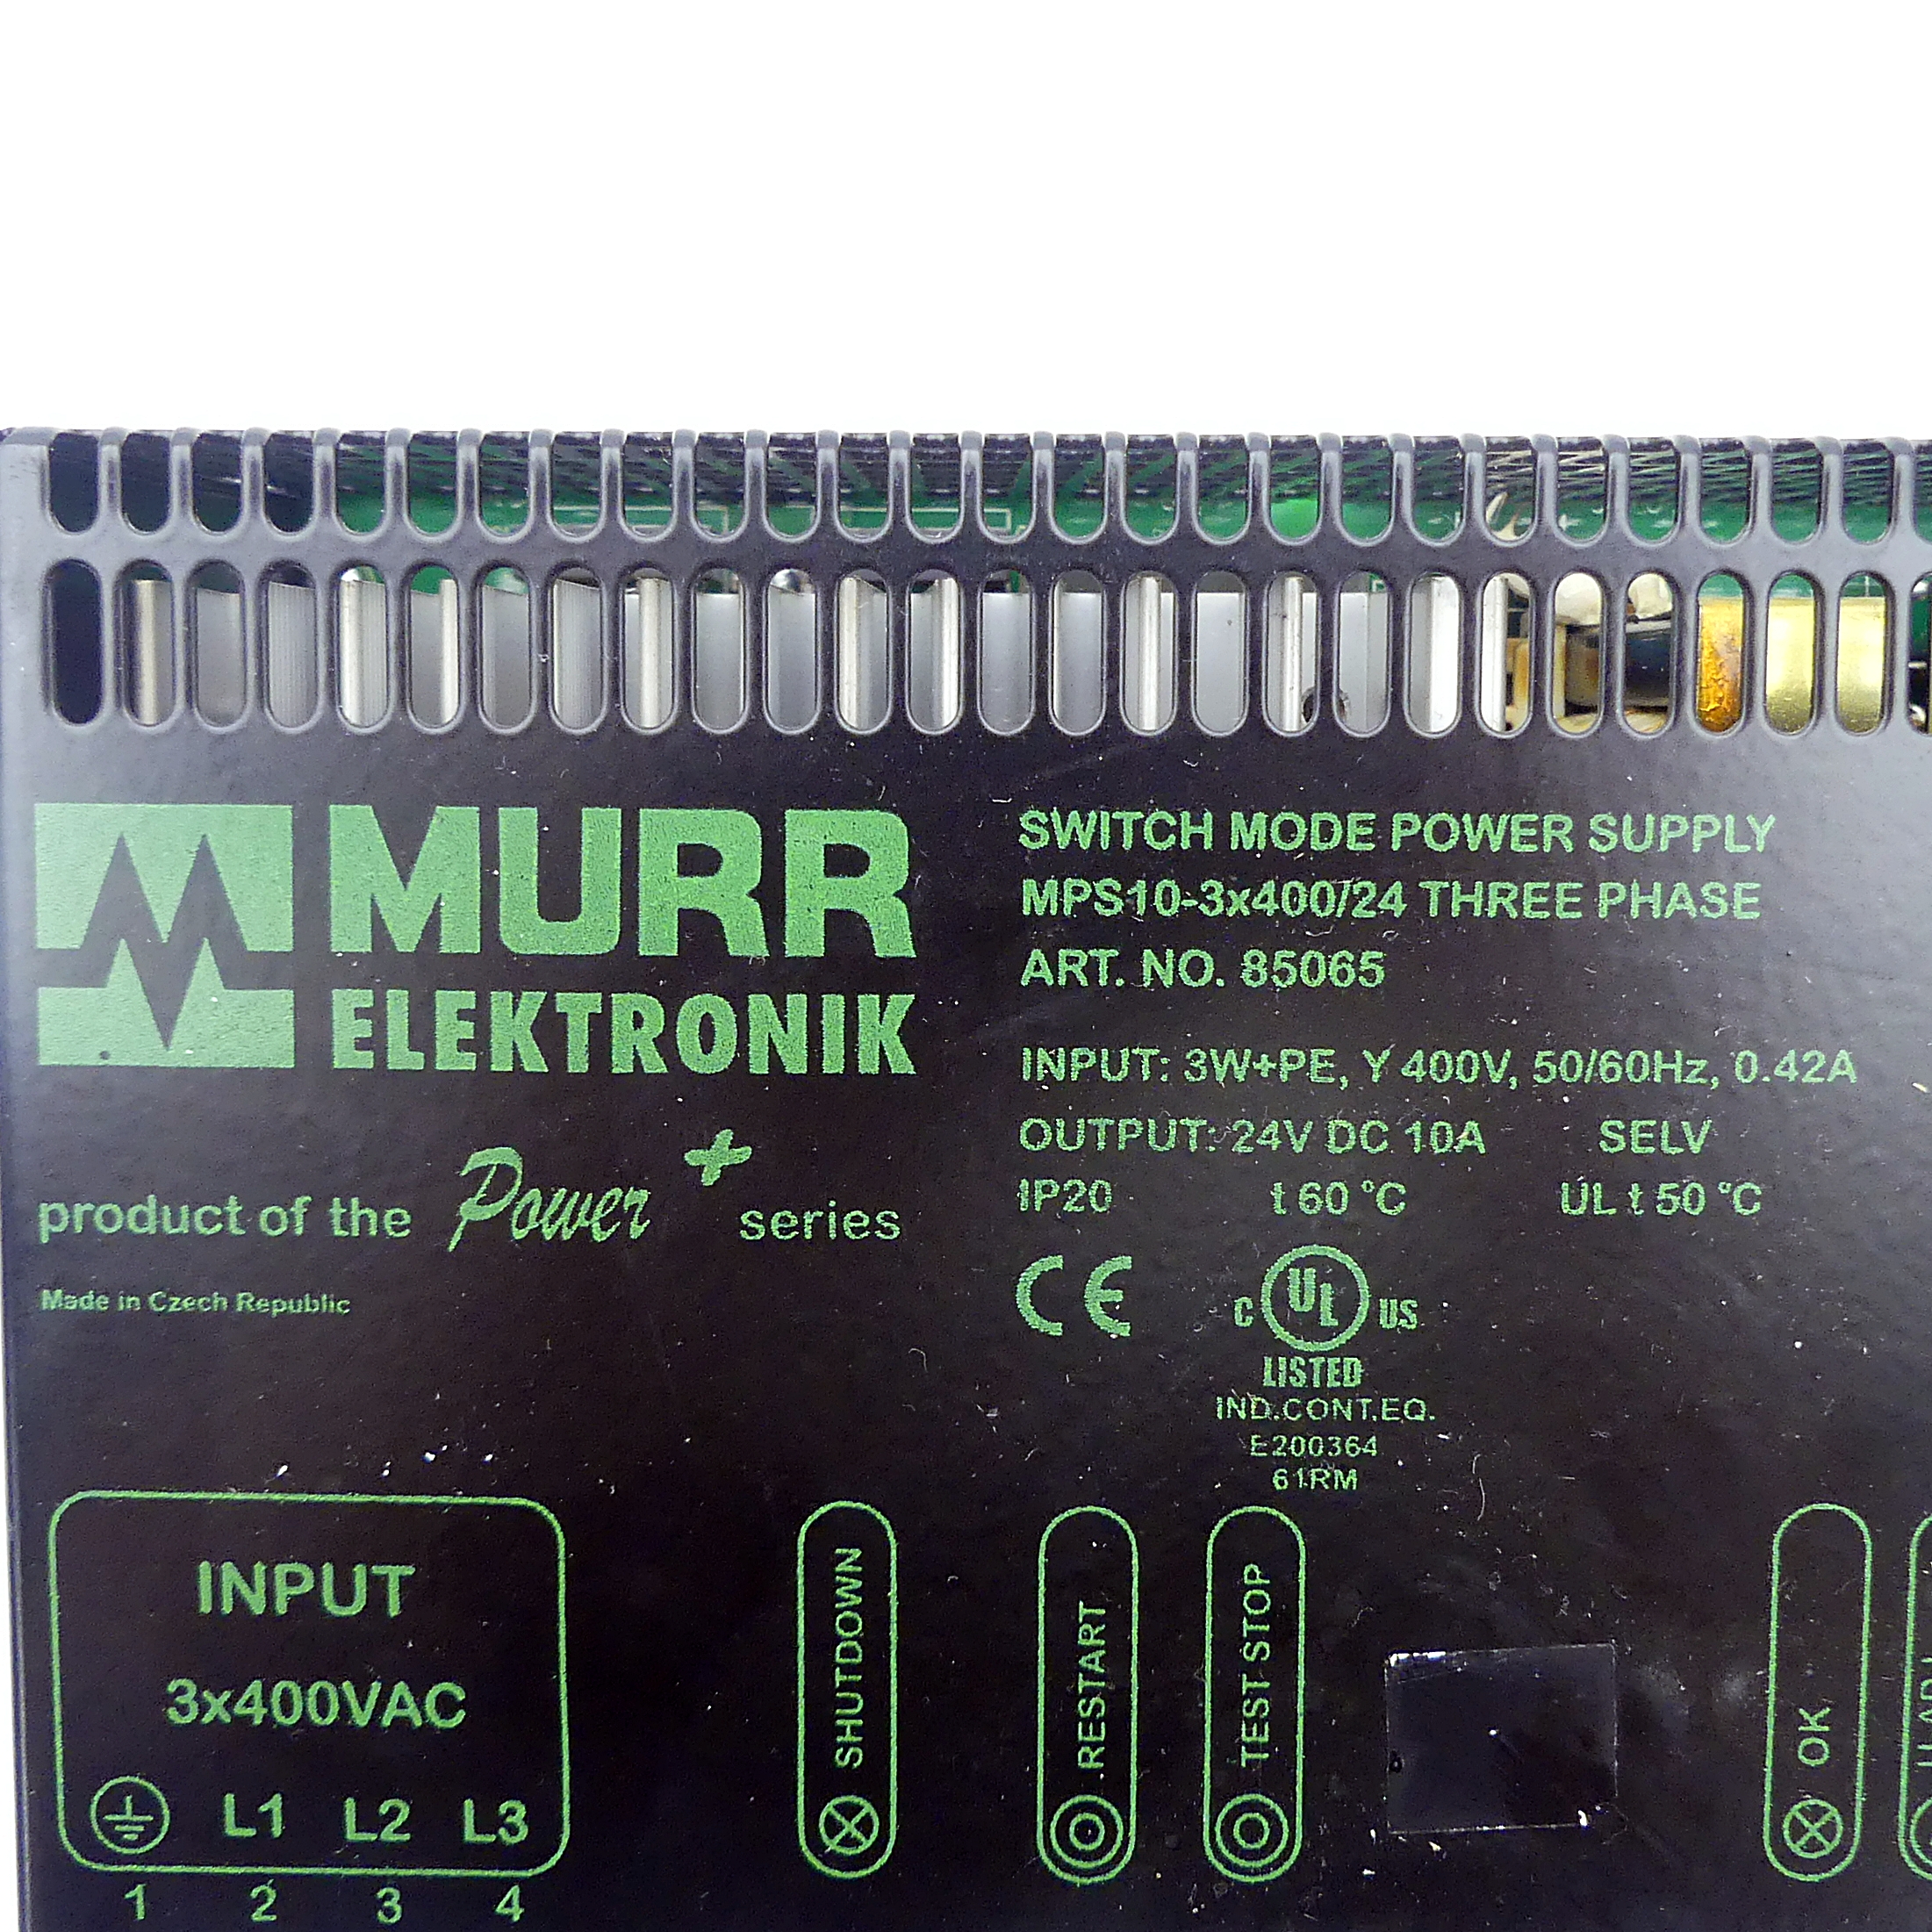 MURR
ELEKTRONIK
product of the Power+ series
Made in Czech Republic
SWITCH MODE POWER SUPPLY
MPS10-3x400/24 THREE PHASE
ART. NO. 85065
INPUT: 3W+PE, Y 400V, 50/60Hz, 0.42A
OUTPUT: 24V DC 10A SELV
IP20 t 60 °C UL t 50 °C
CE C UL US
LISTED
IND.CONT.EQ.
E200364
61RM
INPUT
3x400VAC
L1 L2 L3
1 2 3 4
SHUTDOWN
RESTART
TEST STOP
OK